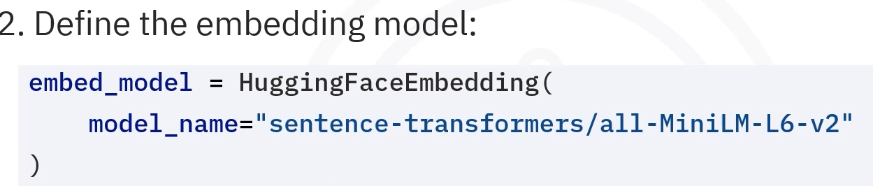 2. Define the embedding model:
embed_model = HuggingFaceEmbedding(
    model_name="sentence-transformers/all-MiniLM-L6-v2"
)